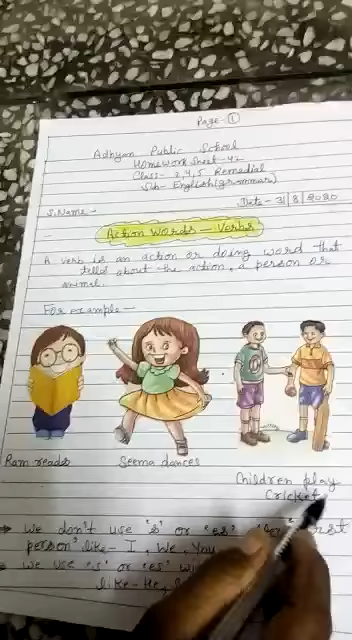 Page-①
Adhyan Public School
Homework Sheet-42
Class- 3,4,5 Remedial
Sub- English(grammar)
S.Name- Date- 31/8/2020
Action Words - Verbs
A verb is an action or doing word that
tells about the action, a person or
animal.
For example-
Ram reads
Seema dances
Children play
Cricket
→ We don't use 's' or 'es'
person like- I, We, You
→ We use 's' or 'es'
like- He,